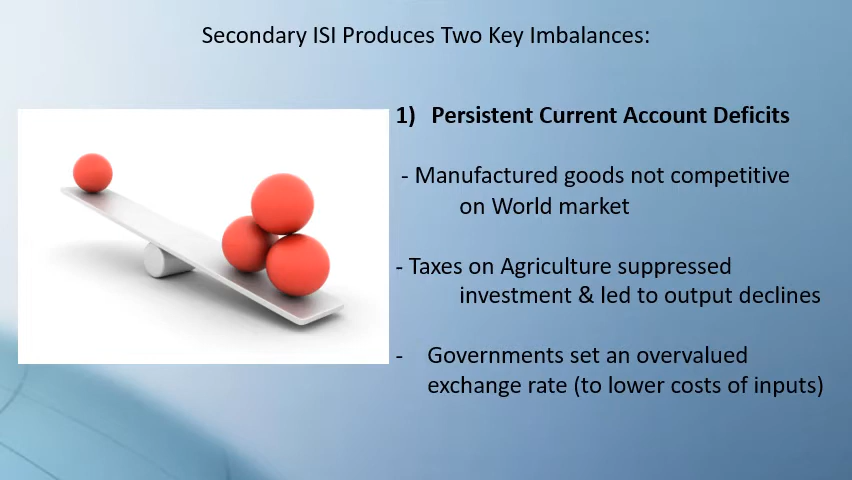 Secondary ISI Produces Two Key Imbalances:
1) Persistent Current Account Deficits
- Manufactured goods not competitive
on World market
- Taxes on Agriculture suppressed
investment & led to output declines
- Governments set an overvalued
exchange rate (to lower costs of inputs)